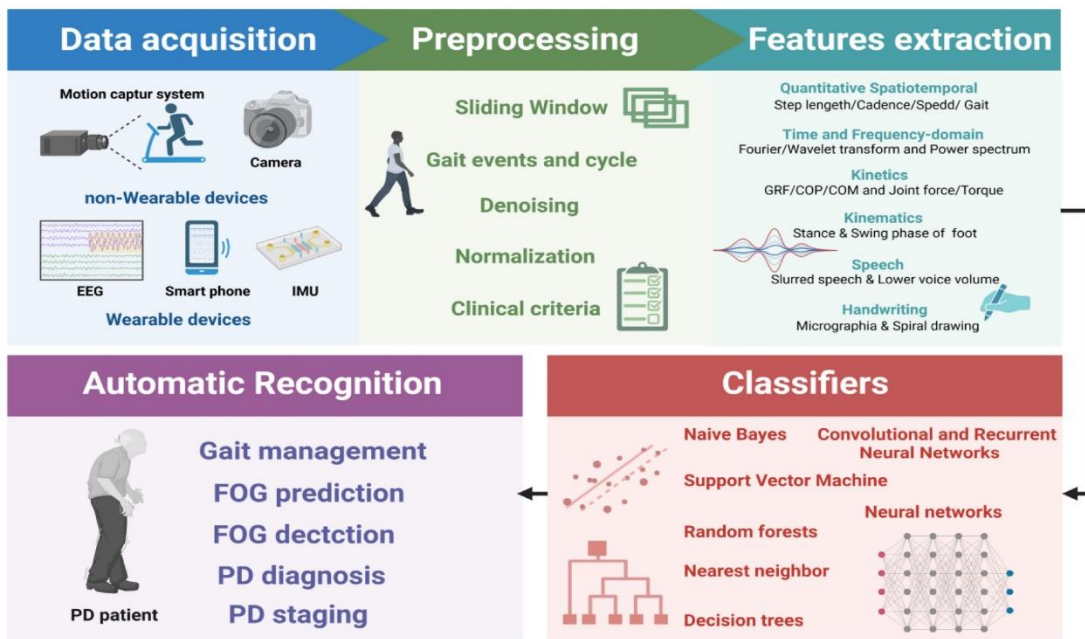 Data acquisition
Preprocessing
Features extraction
Motion captur system
Camera
non-Wearable devices
EEG
Smart phone
IMU
Wearable devices
Sliding Window
Gait events and cycle
Denoising
Normalization
Clinical criteria
Quantitative Spatiotemporal
Step lengeth/Cadence/Spedd/ Gait
Time and Frequency-domain
Fourier/Wavelet transform and Power spectrum
Kinetics
GRF/COP/COM and Joint force/Torque
Kinematics
Stance & Swing phase of foot
Speech
Slurred speech & Lower voice volume
Handwriting
Micrographia & Spiral drawing
Automatic Recognition
PD patient
Gait management
FOG prediction
FOG dectction
PD diagnosis
PD staging
Classifiers
Naive Bayes
Convolutional and Recurrent
Neural Networks
Support Vector Machine
Random forests
Neural networks
Nearest neighbor
Decision trees